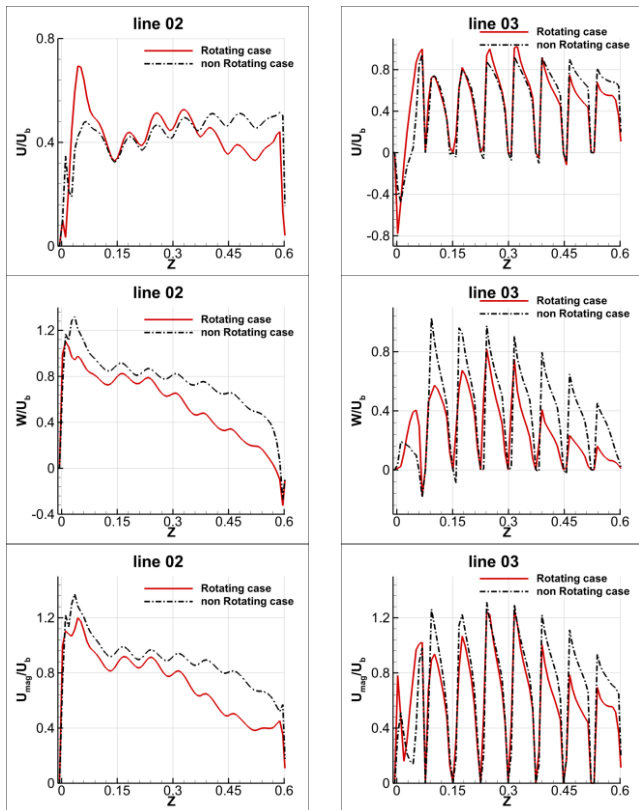 line 02
Rotating case
non Rotating case
U/U_b
0.8
0.4
0
0 0.15 0.3 0.45 0.6
Z
line 03
Rotating case
non Rotating case
U/U_b
0.8
0.4
0
-0.4
-0.8
0 0.15 0.3 0.45 0.6
Z
line 02
Rotating case
non Rotating case
W/U_b
1.2
0.8
0.4
0
-0.4
0 0.15 0.3 0.45 0.6
Z
line 03
Rotating case
non Rotating case
W/U_b
0.8
0.4
0
0 0.15 0.3 0.45 0.6
Z
line 02
Rotating case
non Rotating case
U_mag/U_b
1.2
0.8
0.4
0
0 0.15 0.3 0.45 0.6
Z
line 03
Rotating case
non Rotating case
U_mag/U_b
1.2
0.8
0.4
0
0 0.15 0.3 0.45 0.6
Z